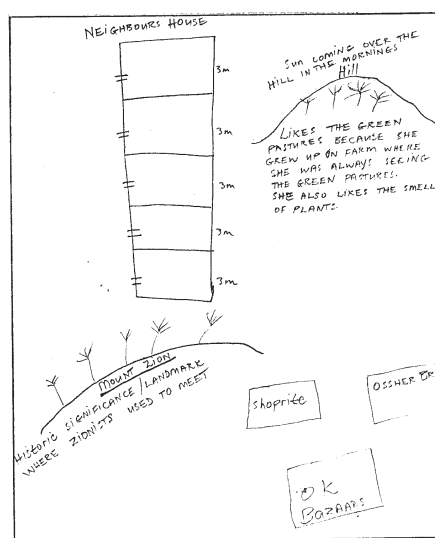 NEIGHBOURS HOUSE
3m
3m
3m
3m
3m
SUN COMING OVER THE
HILL IN THE MORNINGS
Hill
LIKES THE GREEN
PASTURES BECAUSE SHE
GREW UP ON FARM WHERE
SHE WAS ALWAYS SEEING
THE GREEN PASTURES.
SHE ALSO LIKES THE SMELL
OF PLANTS.
MOUNT ZION
HISTORIC SIGNIFICANCE / LANDMARK
WHERE ZIONISTS USED TO MEET
Shoprite
OSSHER
OK
BAZAARS